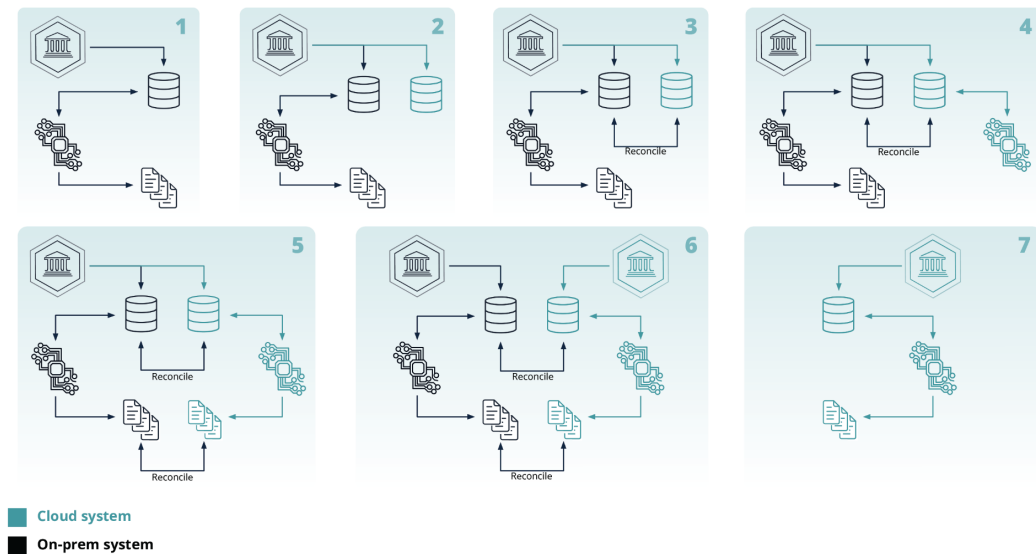 1
2
3
Reconcile
4
Reconcile
5
Reconcile
Reconcile
6
Reconcile
Reconcile
7
Cloud system
On-prem system